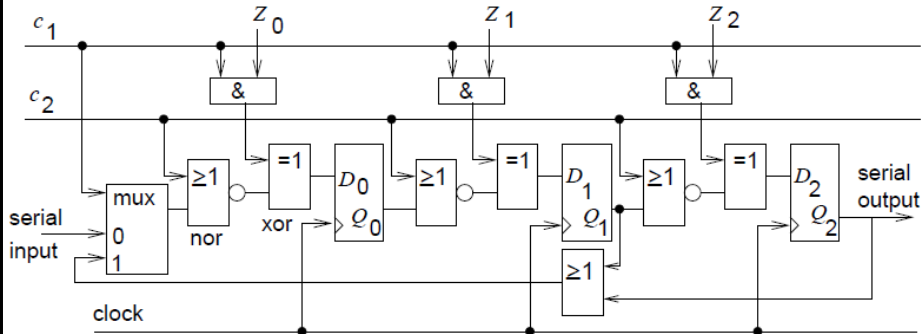 c1 Z0 Z1 Z2
& & &
c2
≥1 =1 D0 Q0 ≥1 =1 D1 Q1 ≥1 =1 D2 Q2
mux
0
1
serial
input
nor
xor
serial
output
≥1
clock